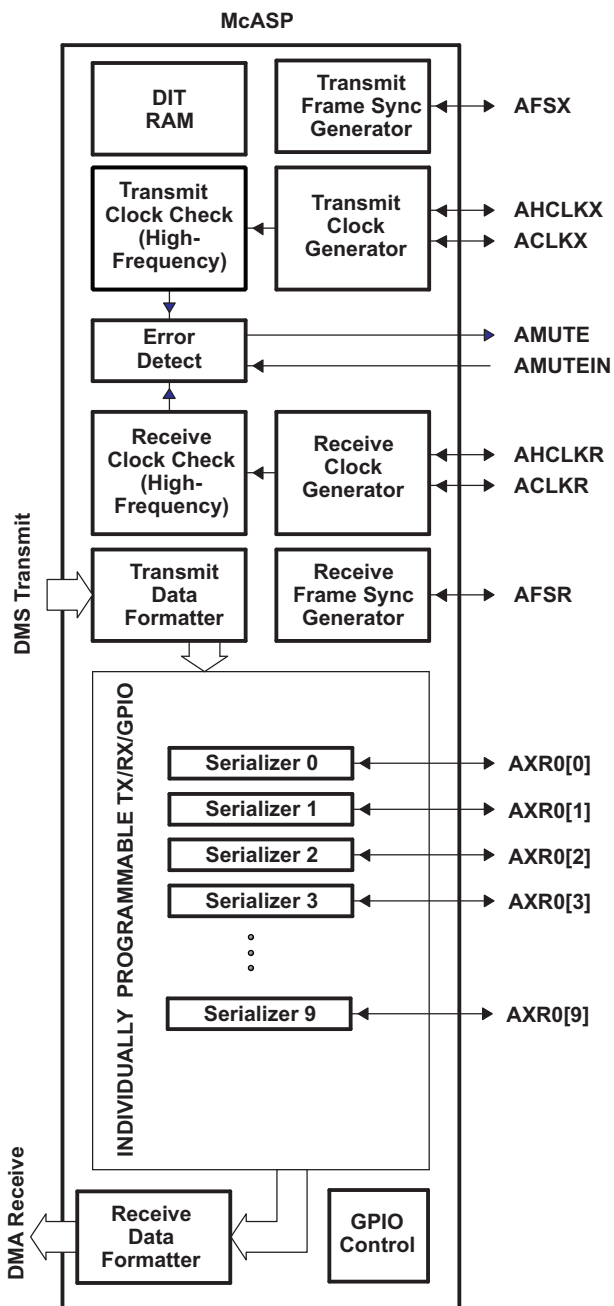 McASP
DIT
RAM
Transmit
Frame Sync
Generator
AFSX
Transmit
Clock Check
(High-
Frequency)
Transmit
Clock
Generator
AHCLKX
ACLKX
Error
Detect
AMUTE
AMUTEIN
Receive
Clock Check
(High-
Frequency)
Receive
Clock
Generator
AHCLKR
ACLKR
DMS Transmit
Transmit
Data
Formatter
Receive
Frame Sync
Generator
AFSR
INDIVIDUALLY PROGRAMMABLE TX/RX/GPIO
Serializer 0
AXR0[0]
Serializer 1
AXR0[1]
Serializer 2
AXR0[2]
Serializer 3
AXR0[3]
Serializer 9
AXR0[9]
DMA Receive
Receive
Data
Formatter
GPIO
Control